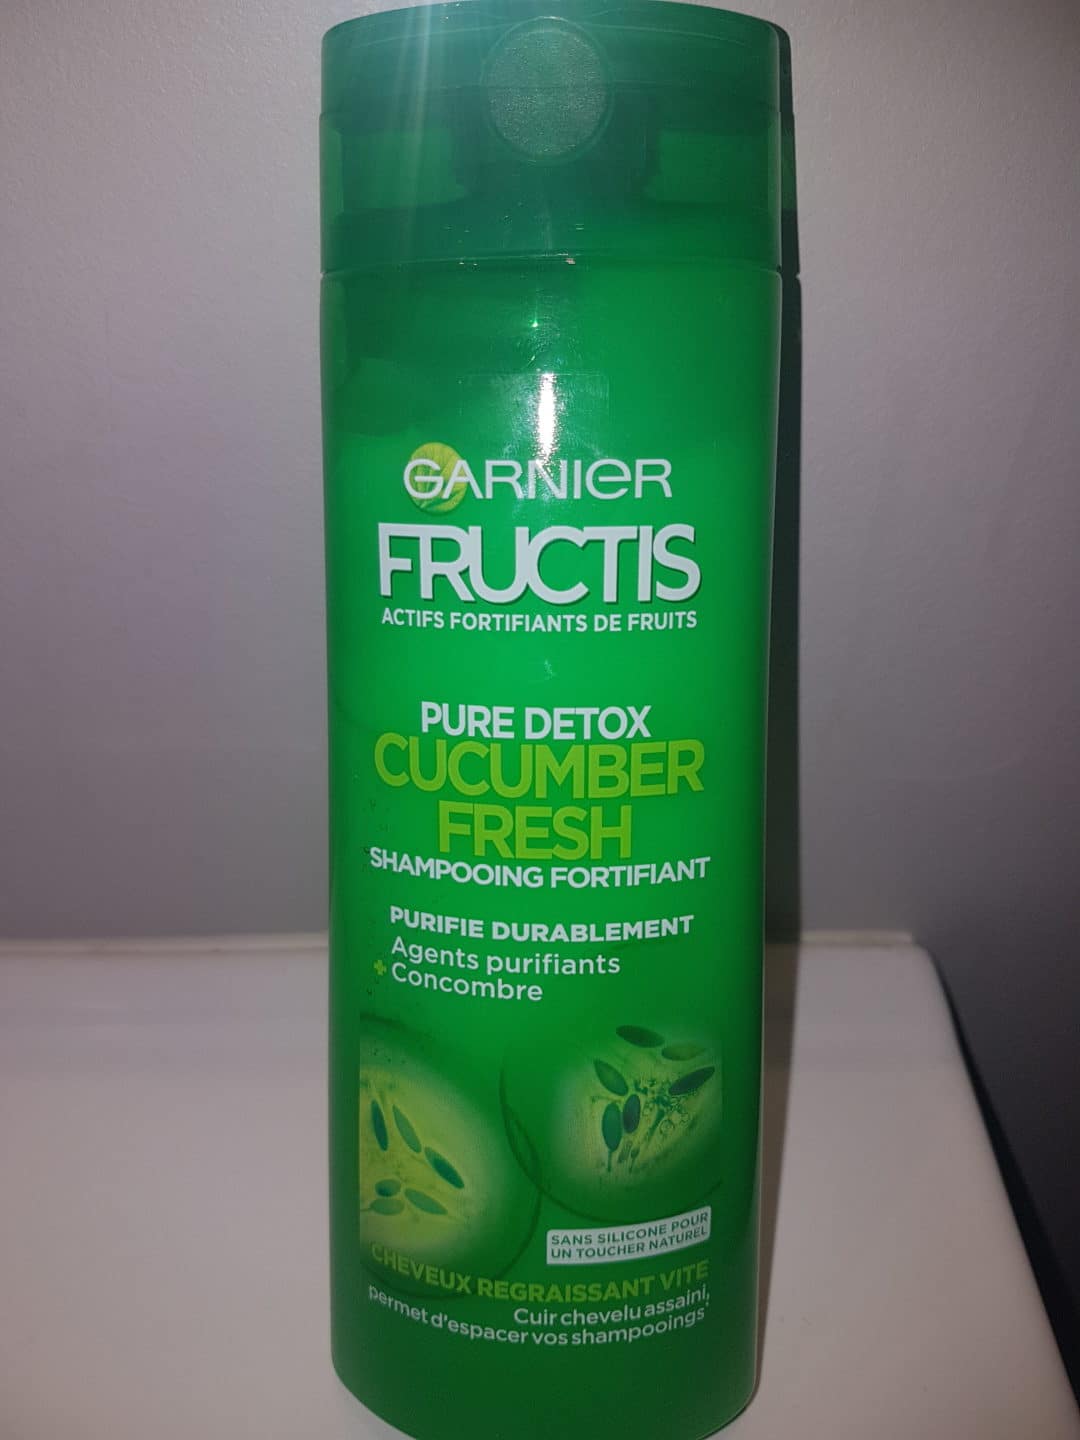 GARNIER
FRUCTIS
ACTIFS FORTIFIANTS DE FRUITS
PURE DETOX
CUCUMBER
FRESH
SHAMPOOING FORTIFIANT
PURIFIE DURABLEMENT
Agents purifiants
+ Concombre
SANS SILICONE POUR
UN TOUCHER NATUREL
CHEVEUX REGRAISSANT VITE
Cuir chevelu assaini,
permet d'espacer vos shampooings